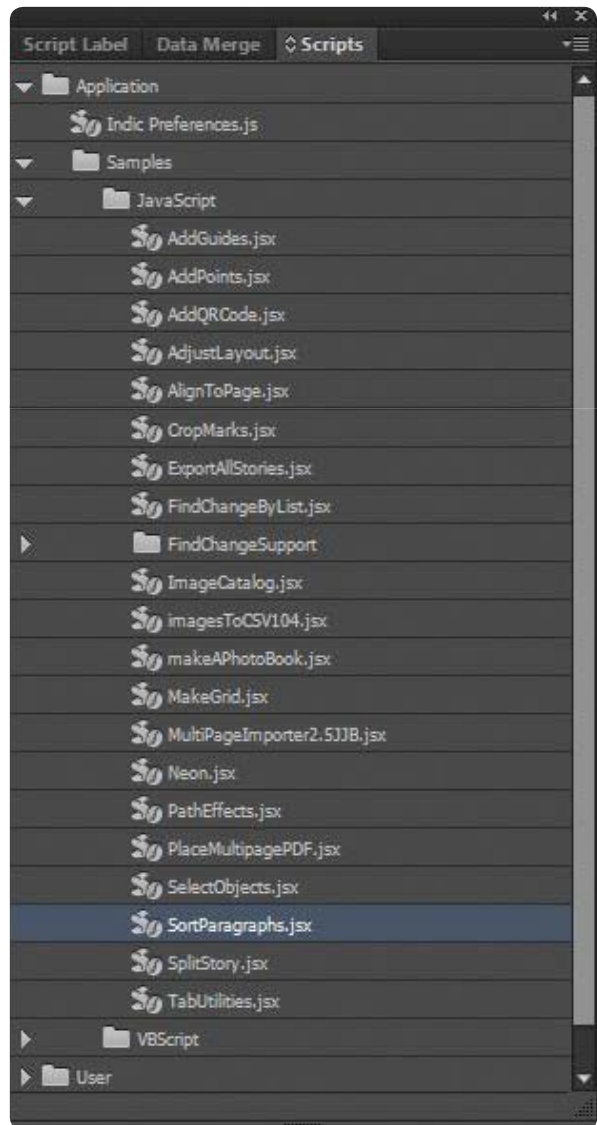 Script Label Data Merge Scripts
Application
Indic Preferences.js
Samples
JavaScript
AddGuides.jsx
AddPoints.jsx
AddQRCode.jsx
AdjustLayout.jsx
AlignToPage.jsx
CropMarks.jsx
ExportAllStories.jsx
FindChangeByList.jsx
FindChangeSupport
ImageCatalog.jsx
imagesToCSV104.jsx
makeAPhotoBook.jsx
MakeGrid.jsx
MultiPageImporter2.5JJB.jsx
Neon.jsx
PathEffects.jsx
PlaceMultipagePDF.jsx
SelectObjects.jsx
SortParagraphs.jsx
SplitStory.jsx
TabUtilities.jsx
VBScript
User